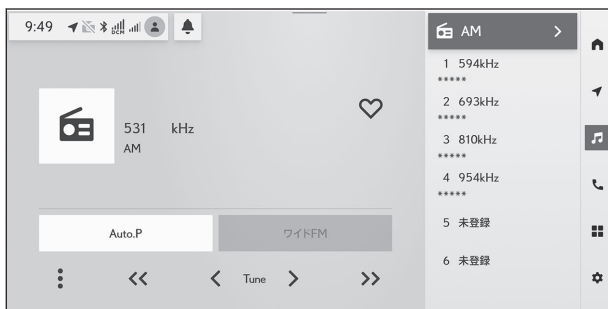 9:49
DCM
531 kHz
AM
Auto.P
ワイドFM
Tune
AM
1 594kHz
*****
2 693kHz
*****
3 810kHz
*****
4 954kHz
*****
5 未登録
6 未登録